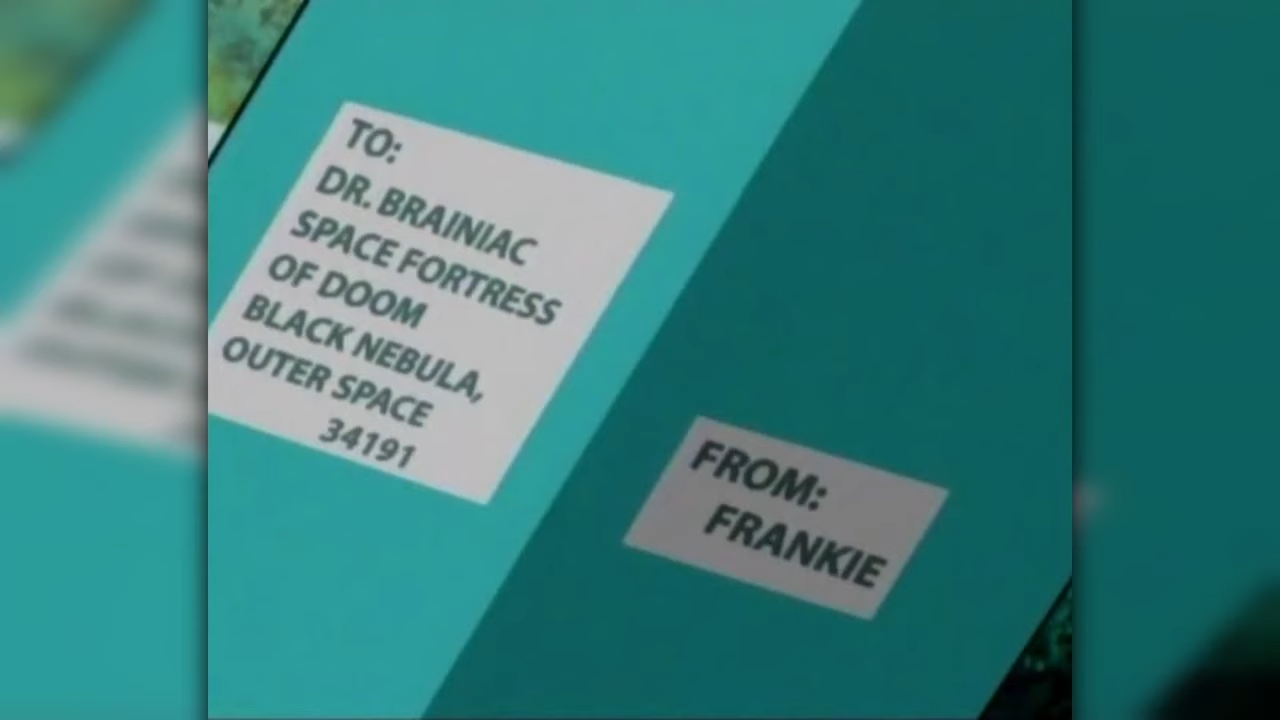 TO:
DR. BRAINIAC
SPACE FORTRESS
OF DOOM
BLACK NEBULA,
OUTER SPACE
34191
FROM:
FRANKIE